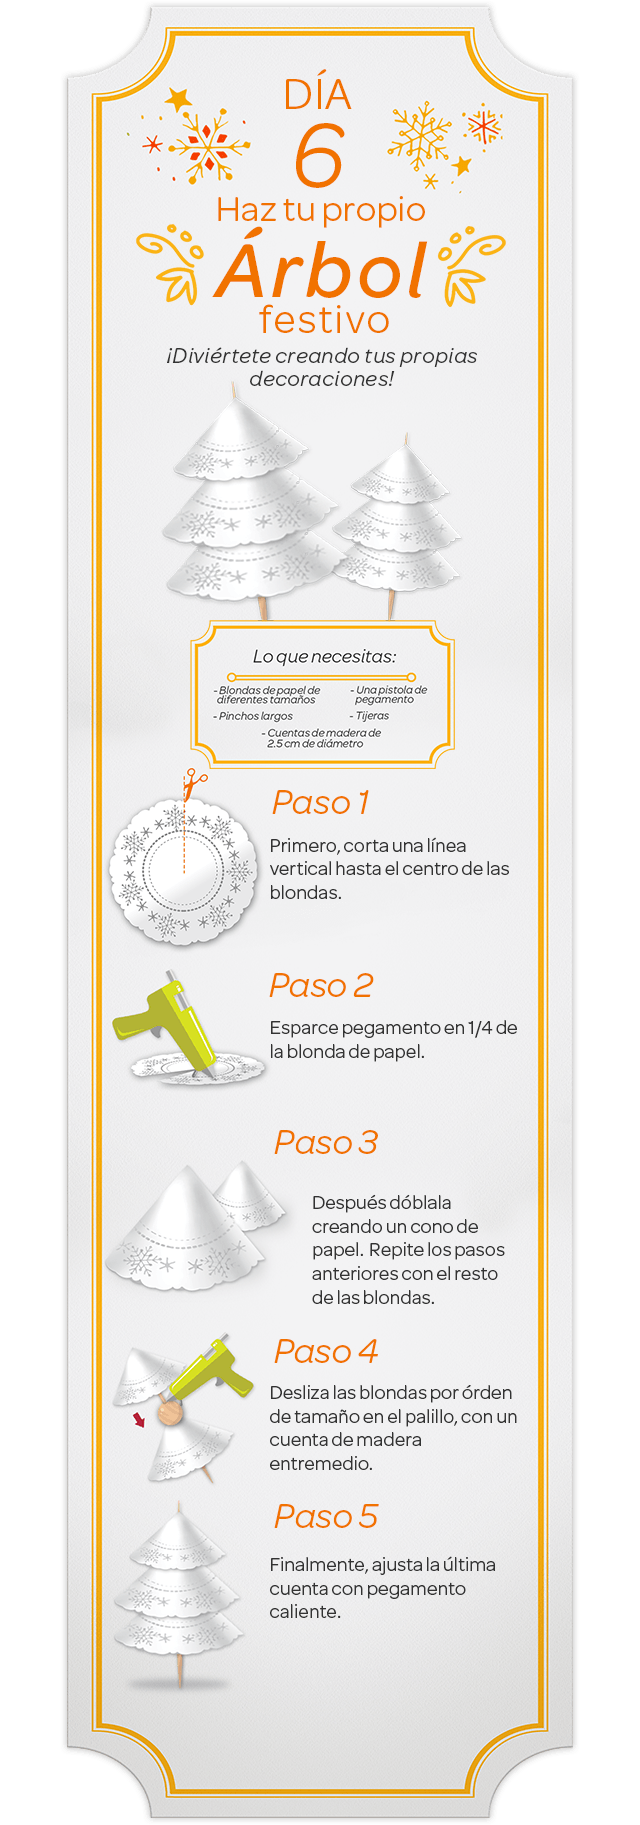 DÍA
6
Haz tu propio
Árbol
festivo
¡Diviértete creando tus propias
decoraciones!
Lo que necesitas:
- Blondas de papel de
diferentes tamaños
- Pinchos largos
- Una pistola de
pegamento
- Tijeras
- Cuentas de madera de
2.5 cm de diámetro
Paso 1
Primero, corta una línea
vertical hasta el centro de las
blondas.
Paso 2
Esparce pegamento en 1/4 de
la blonda de papel.
Paso 3
Después dóblala
creando un cono de
papel. Repite los pasos
anteriores con el resto
de las blondas.
Paso 4
Desliza las blondas por órden
de tamaño en el palillo, con un
cuenta de madera
entremedio.
Paso 5
Finalmente, ajusta la última
cuenta con pegamento
caliente.